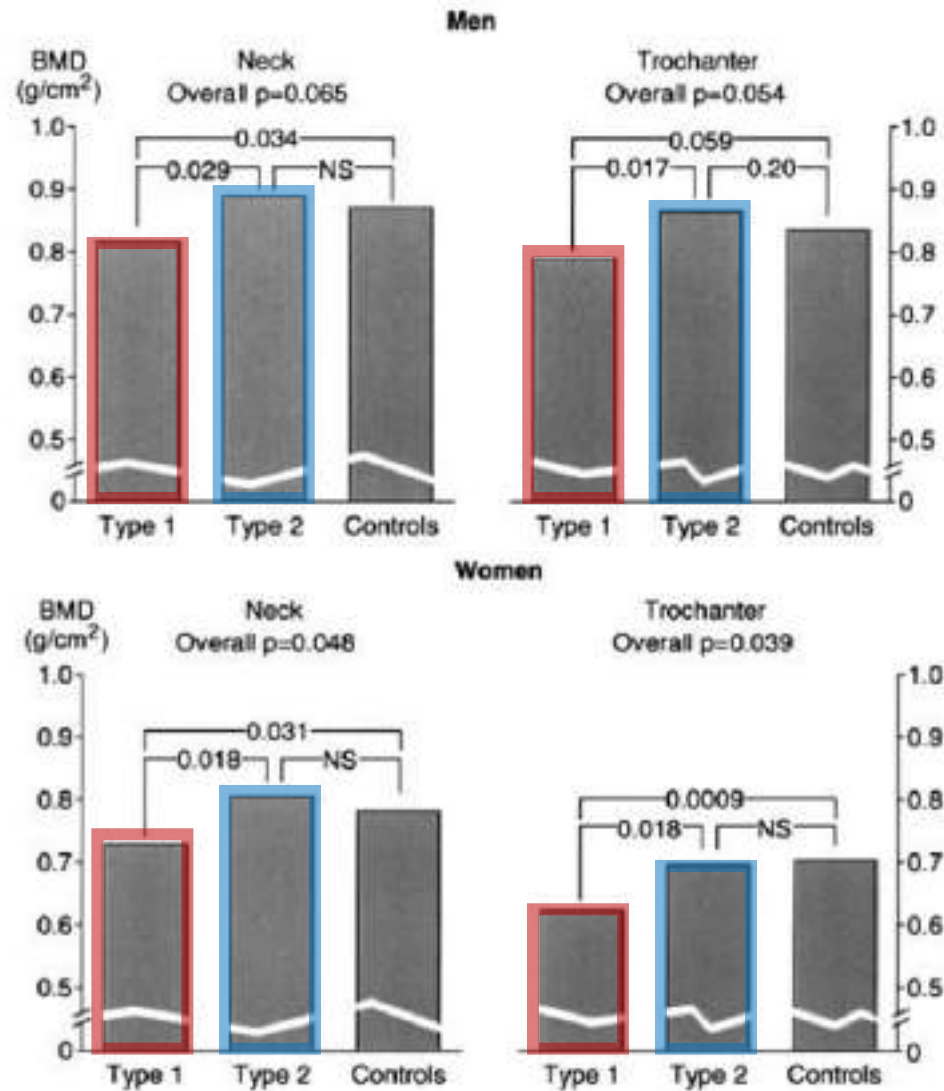 Men
BMD
(g/cm²)
Neck
Overall p=0.065
Trochanter
Overall p=0.054
1.0
0.9
0.8
0.7
0.6
0.5
0
0.034
0.029
NS
0.059
0.017
0.20
1.0
0.9
0.8
0.7
0.6
0.5
0
Type 1 Type 2 Controls
Type 1 Type 2 Controls
Women
BMD
(g/cm²)
Neck
Overall p=0.048
Trochanter
Overall p=0.039
1.0
0.9
0.8
0.7
0.6
0.5
0
0.031
0.018
NS
0.0009
0.018
NS
1.0
0.9
0.8
0.7
0.6
0.5
0
Type 1 Type 2 Controls
Type 1 Type 2 Controls